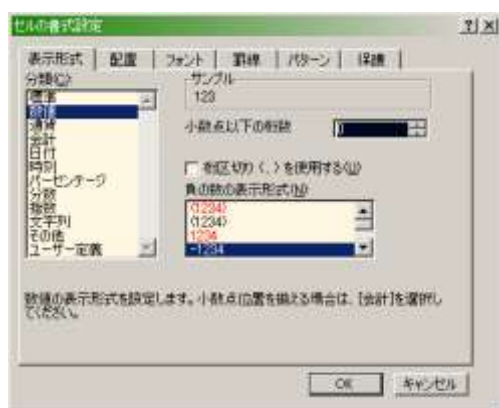 セルの書式設定
表示形式 配置 フォント 罫線 パターン 保護
分類(C)
標準
数値
通貨
会計
日付
時刻
パーセンテージ
分数
指数
文字列
その他
ユーザー定義
サンプル
123
小数点以下の桁数
0
桁区切り(,)を使用する(U)
負の数の表示形式(N)
(1234)
(1234)
1234
-1234
数値の表示形式を設定します。小数点位置を揃える場合は、[会計]を選択し
てください。
OK キャンセル